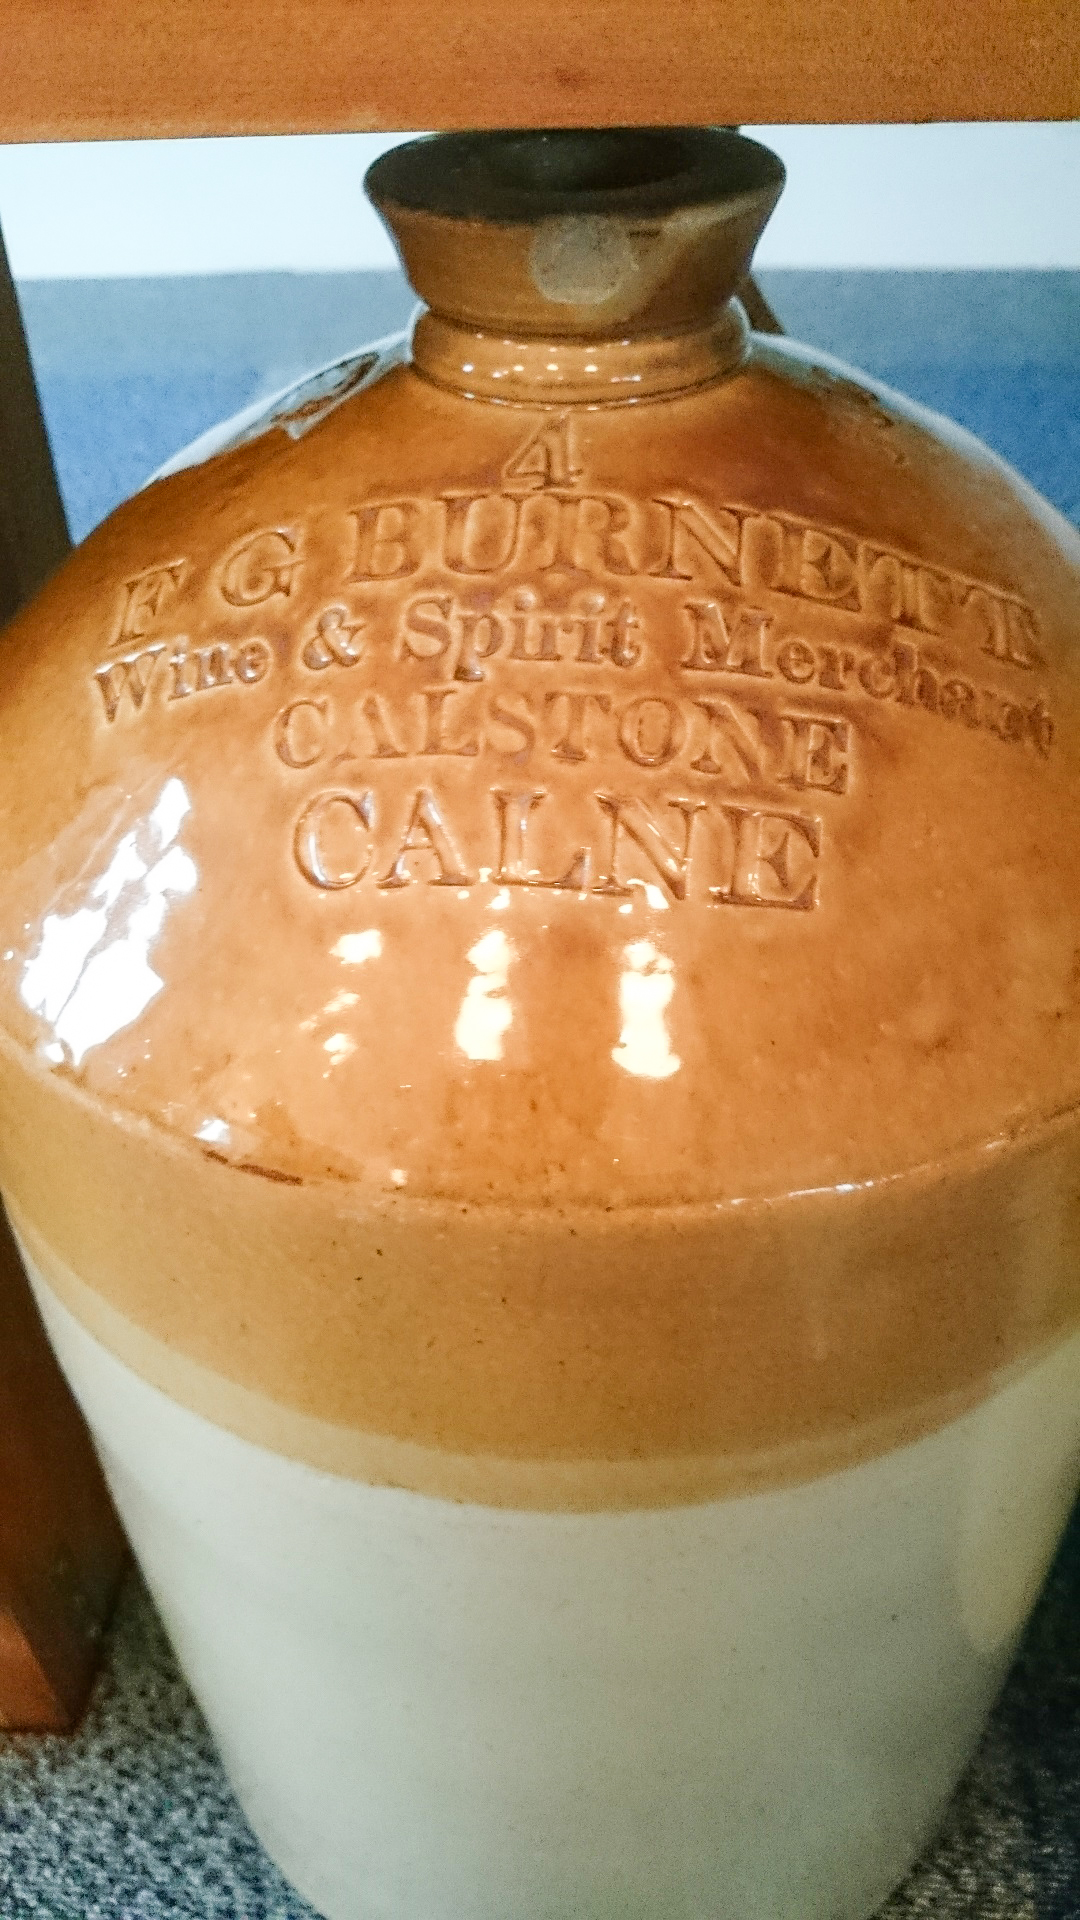 4
F G BURNETT
Wine & Spirit Merchant
CALSTONE
CALNE